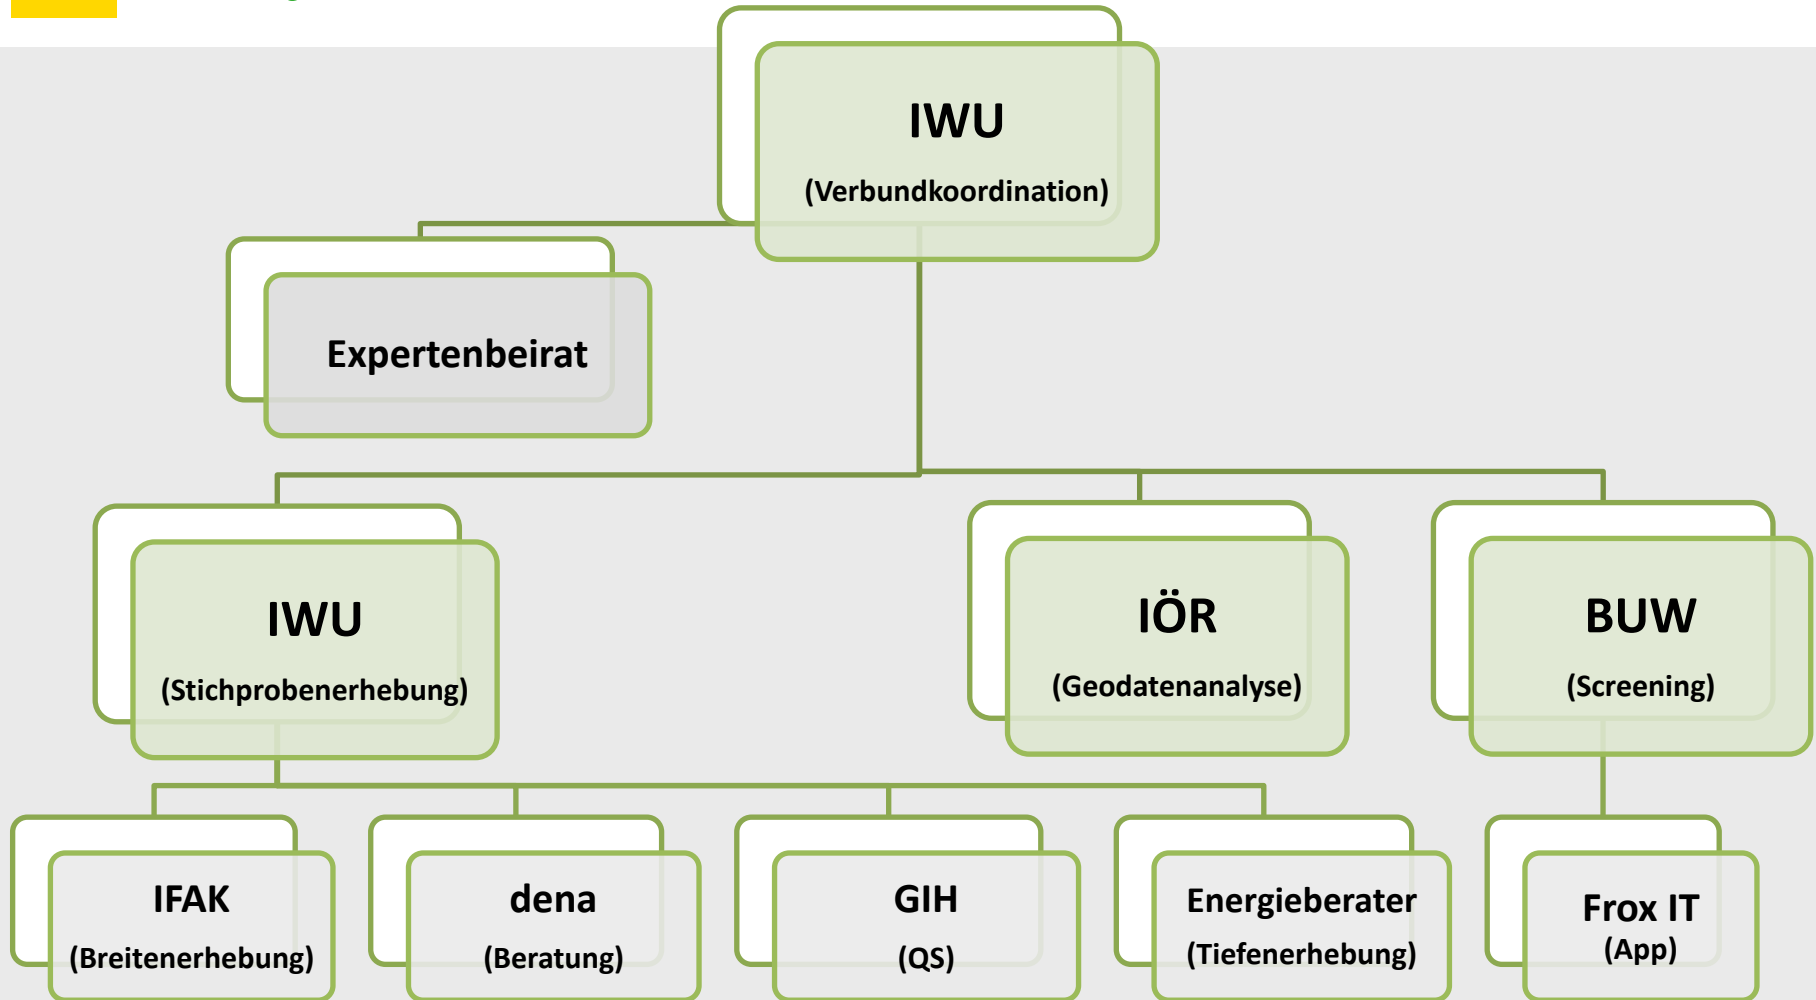 IWU
(Verbundkoordination)
Expertenbeirat
IWU
(Stichprobenerhebung)
IÖR
(Geodatenanalyse)
BUW
(Screening)
IFAK
(Breitenerhebung)
dena
(Beratung)
GIH
(QS)
Energieberater
(Tiefenerhebung)
Frox IT
(App)